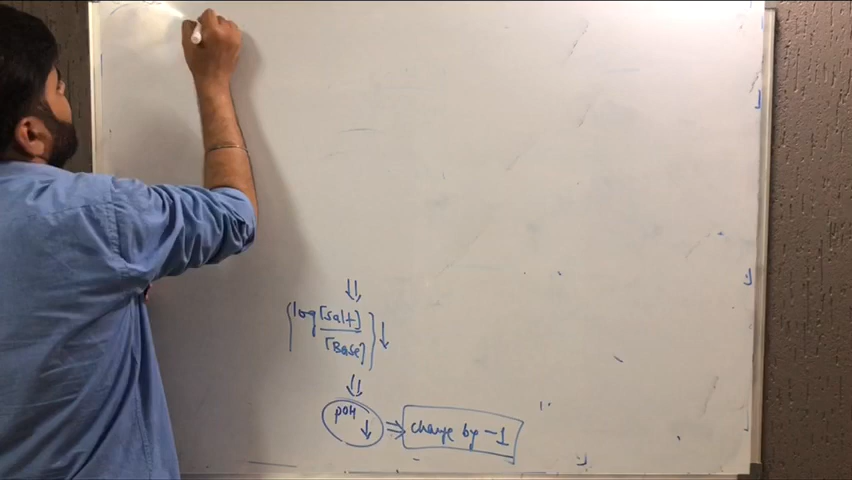 ⇓
log [salt] ↓
[Base]
⇓
pOH ↓ ⇒ change by -1